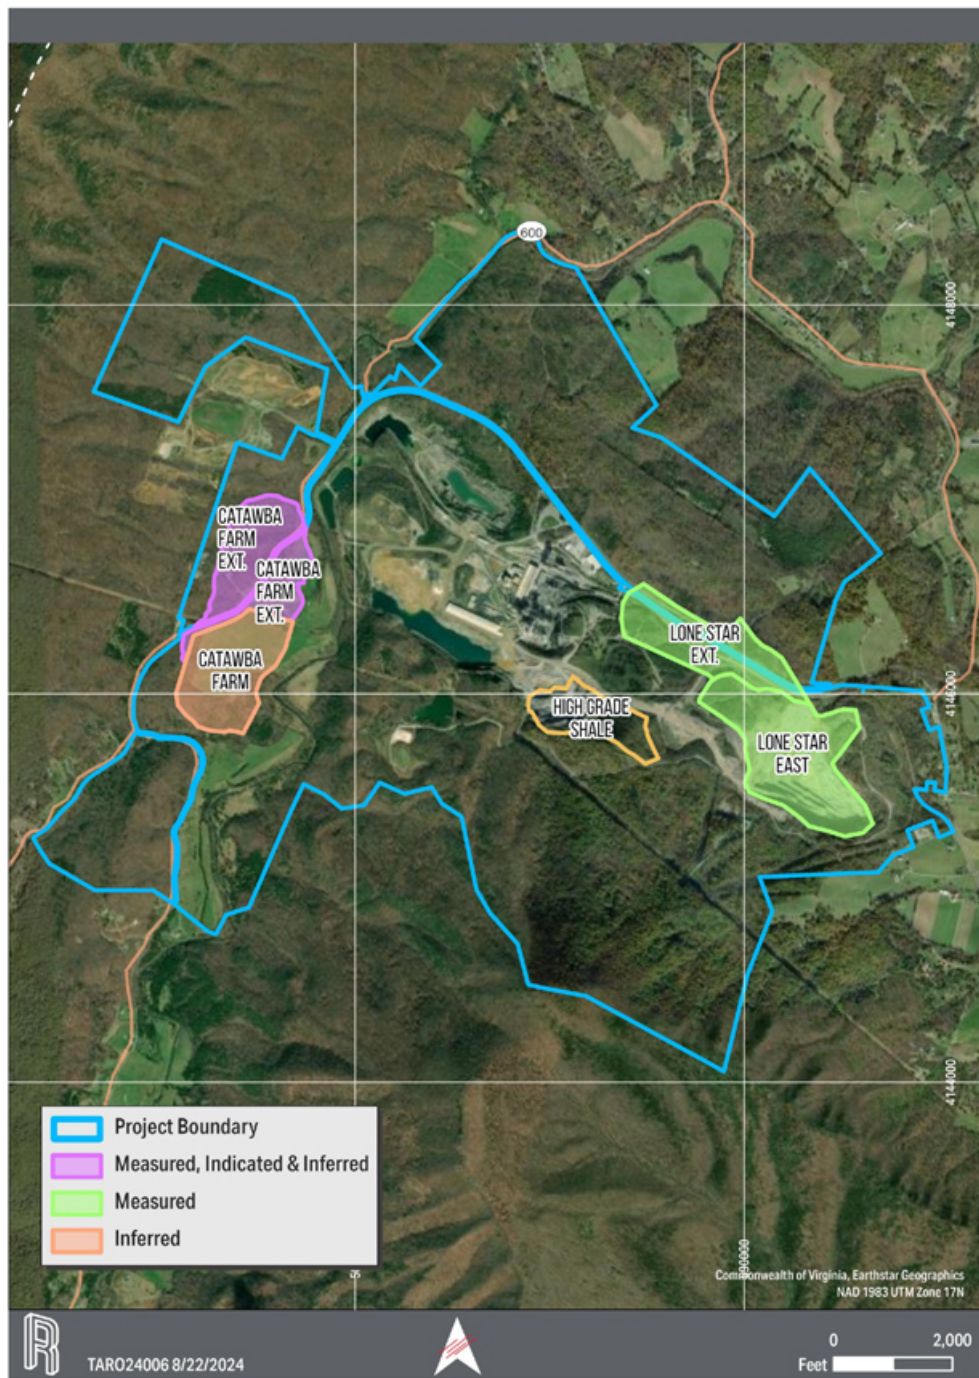 600
4148000
CATAWBA
FARM
EXT.
CATAWBA
FARM
EXT.
LONE STAR
EXT.
CATAWBA
FARM
4146000
HIGH GRADE
SHALE
LONE STAR
EAST
4144000
Project Boundary
Measured, Indicated & Inferred
Measured
Inferred
Commonwealth of Virginia, Earthstar Geographics
NAD 1983 UTM Zone 17N
TARO24006 8/22/2024
0 2,000
Feet